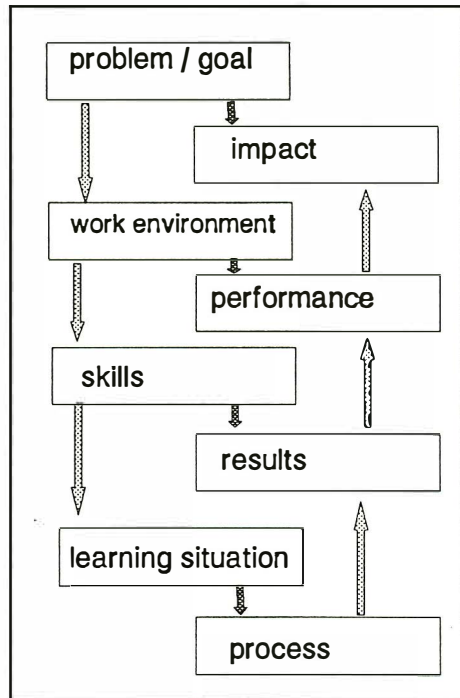 problem / goal
impact
work environment
performance
skills
results
learning situation
process